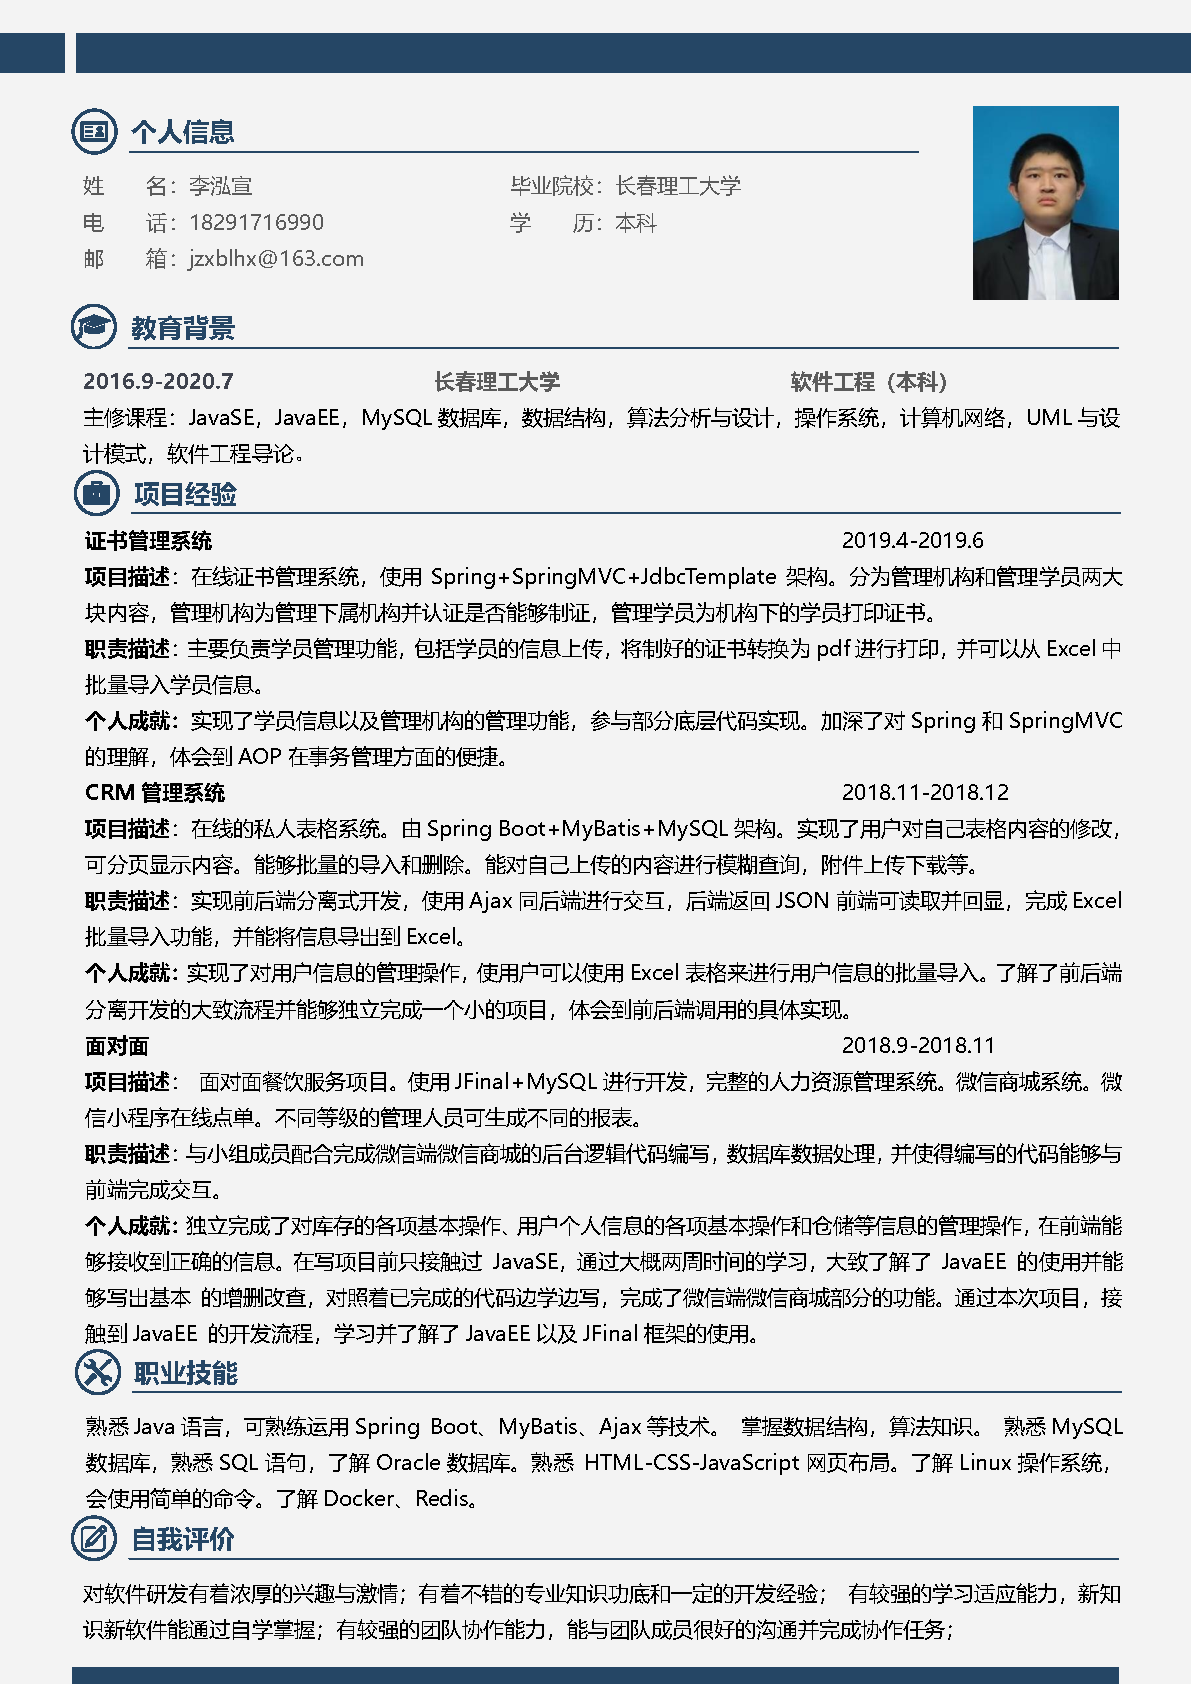 个人信息
姓　　名：李泓宣　　毕业院校：长春理工大学
电　　话：18291716990　　学　　历：本科
邮　　箱：jzxblhx@163.com
教育背景
2016.9-2020.7　　长春理工大学　　软件工程（本科）
主修课程：JavaSE，JavaEE，MySQL 数据库，数据结构，算法分析与设计，操作系统，计算机网络，UML 与设
计模式，软件工程导论。
项目经验
证书管理系统　　2019.4-2019.6
项目描述：在线证书管理系统，使用 Spring+SpringMVC+JdbcTemplate 架构。分为管理机构和管理学员两大
块内容，管理机构为管理下属机构并认证是否能够制证，管理学员为机构下的学员打印证书。
职责描述：主要负责学员管理功能，包括学员的信息上传，将制好的证书转换为 pdf 进行打印，并可以从 Excel 中
批量导入学员信息。
个人成就：实现了学员信息以及管理机构的管理功能，参与部分底层代码实现。加深了对 Spring 和 SpringMVC
的理解，体会到 AOP 在事务管理方面的便捷。
CRM 管理系统　　2018.11-2018.12
项目描述：在线的私人表格系统。由 Spring Boot+MyBatis+MySQL 架构。实现了用户对自己表格内容的修改，
可分页显示内容。能够批量的导入和删除。能对自己上传的内容进行模糊查询，附件上传下载等。
职责描述：实现前后端分离式开发，使用 Ajax 同后端进行交互，后端返回 JSON 前端可读取并回显，完成 Excel
批量导入功能，并能将信息导出到 Excel。
个人成就：实现了对用户信息的管理操作，使用户可以使用 Excel 表格来进行用户信息的批量导入。了解了前后端
分离开发的大致流程并能够独立完成一个小的项目，体会到前后端调用的具体实现。
面对面　　2018.9-2018.11
项目描述： 面对面餐饮服务项目。使用 JFinal+MySQL 进行开发，完整的人力资源管理系统。微信商城系统。微
信小程序在线点单。不同等级的管理人员可生成不同的报表。
职责描述：与小组成员配合完成微信端微信商城的后台逻辑代码编写，数据库数据处理，并使得编写的代码能够与
前端完成交互。
个人成就：独立完成了对库存的各项基本操作、用户个人信息的各项基本操作和仓储等信息的管理操作，在前端能
够接收到正确的信息。在写项目前只接触过 JavaSE，通过大概两周时间的学习，大致了解了 JavaEE 的使用并能
够写出基本 的增删改查，对照着已完成的代码边学边写，完成了微信端微信商城部分的功能。通过本次项目，接
触到 JavaEE 的开发流程，学习并了解了 JavaEE 以及 JFinal 框架的使用。
职业技能
熟悉 Java 语言，可熟练运用 Spring Boot、MyBatis、Ajax 等技术。 掌握数据结构，算法知识。 熟悉 MySQL
数据库，熟悉 SQL 语句，了解 Oracle 数据库。熟悉 HTML-CSS-JavaScript 网页布局。了解 Linux 操作系统，
会使用简单的命令。了解 Docker、Redis。
自我评价
对软件研发有着浓厚的兴趣与激情；有着不错的专业知识功底和一定的开发经验； 有较强的学习适应能力，新知
识新软件能通过自学掌握；有较强的团队协作能力，能与团队成员很好的沟通并完成协作任务；